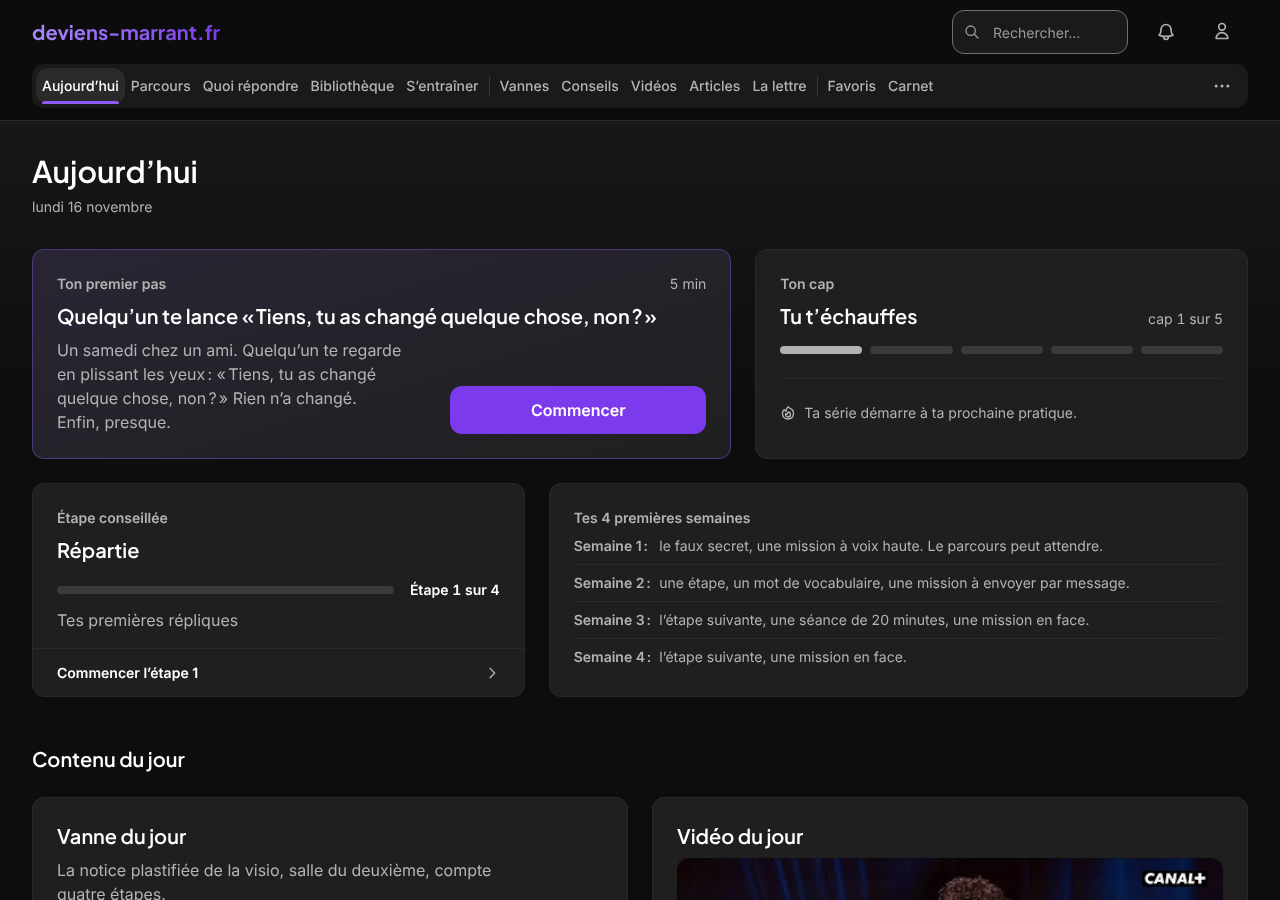 deviens-marrant.fr
Rechercher...
Aujourd’hui Parcours Quoi répondre Bibliothèque S’entraîner Vannes Conseils Vidéos Articles La lettre Favoris Carnet
Aujourd’hui
lundi 16 novembre
Ton premier pas
5 min
Quelqu’un te lance « Tiens, tu as changé quelque chose, non ? »
Un samedi chez un ami. Quelqu’un te regarde
en plissant les yeux : « Tiens, tu as changé
quelque chose, non ? » Rien n’a changé.
Enfin, presque.
Commencer
Ton cap
Tu t’échauffes
cap 1 sur 5
Ta série démarre à ta prochaine pratique.
Étape conseillée
Répartie
Étape 1 sur 4
Tes premières répliques
Commencer l’étape 1
Tes 4 premières semaines
Semaine 1 : le faux secret, une mission à voix haute. Le parcours peut attendre.
Semaine 2 : une étape, un mot de vocabulaire, une mission à envoyer par message.
Semaine 3 : l’étape suivante, une séance de 20 minutes, une mission en face.
Semaine 4 : l’étape suivante, une mission en face.
Contenu du jour
Vanne du jour
La notice plastifiée de la visio, salle du deuxième, compte
quatre étapes.
Vidéo du jour
CANAL+